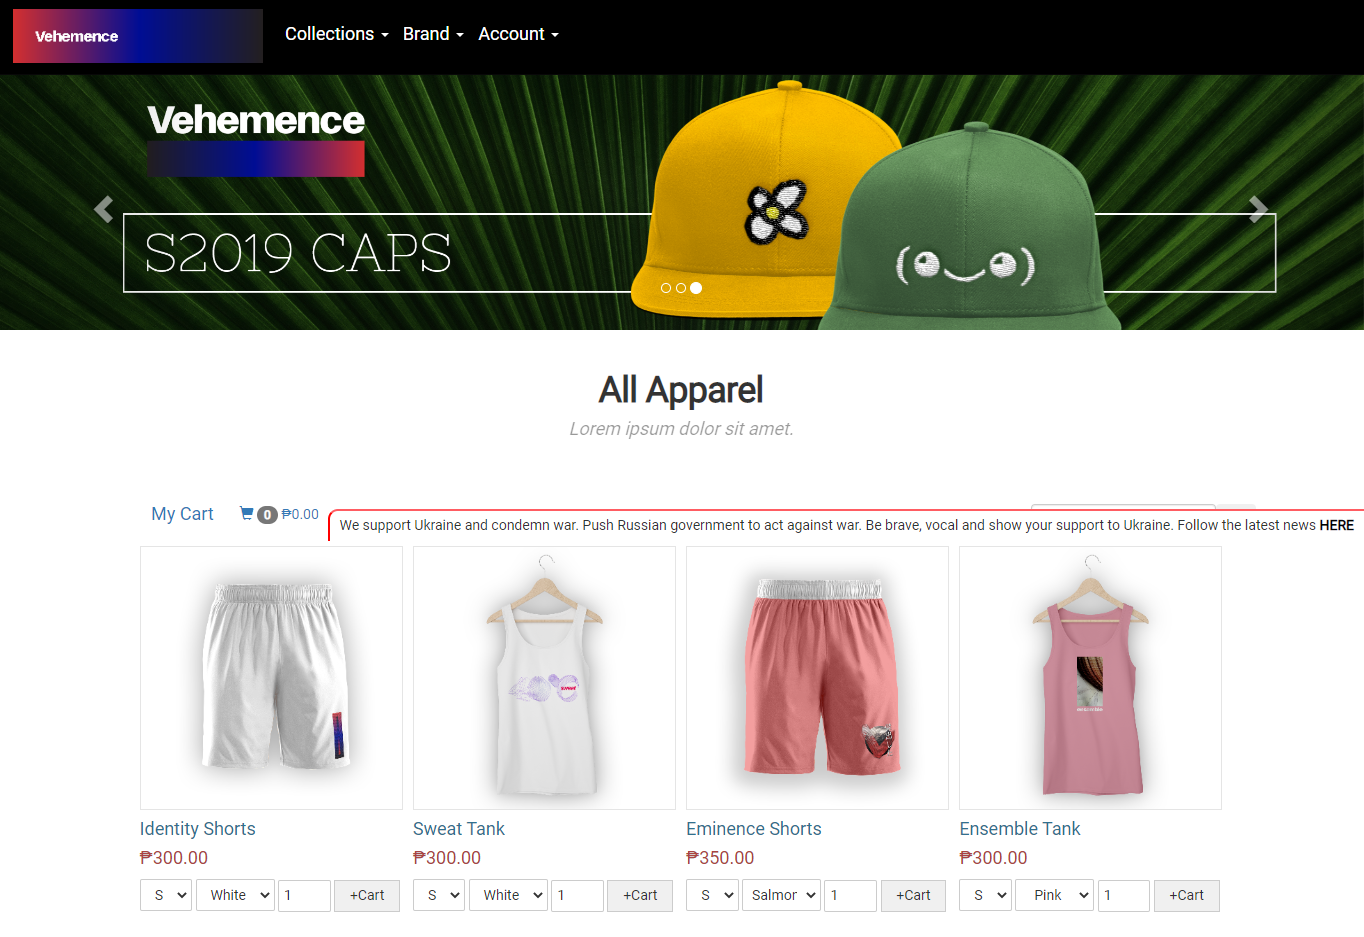 Vehemence
Collections Brand Account
Vehemence
S2019 CAPS
All Apparel
Lorem ipsum dolor sit amet.
My Cart 0 ₱0.00
We support Ukraine and condemn war. Push Russian government to act against war. Be brave, vocal and show your support to Ukraine. Follow the latest news HERE
sweat
Identity Shorts Sweat Tank Eminence Shorts Ensemble Tank
₱300.00 ₱300.00 ₱350.00 ₱300.00
S White 1 +Cart S White 1 +Cart S Salmor 1 +Cart S Pink 1 +Cart